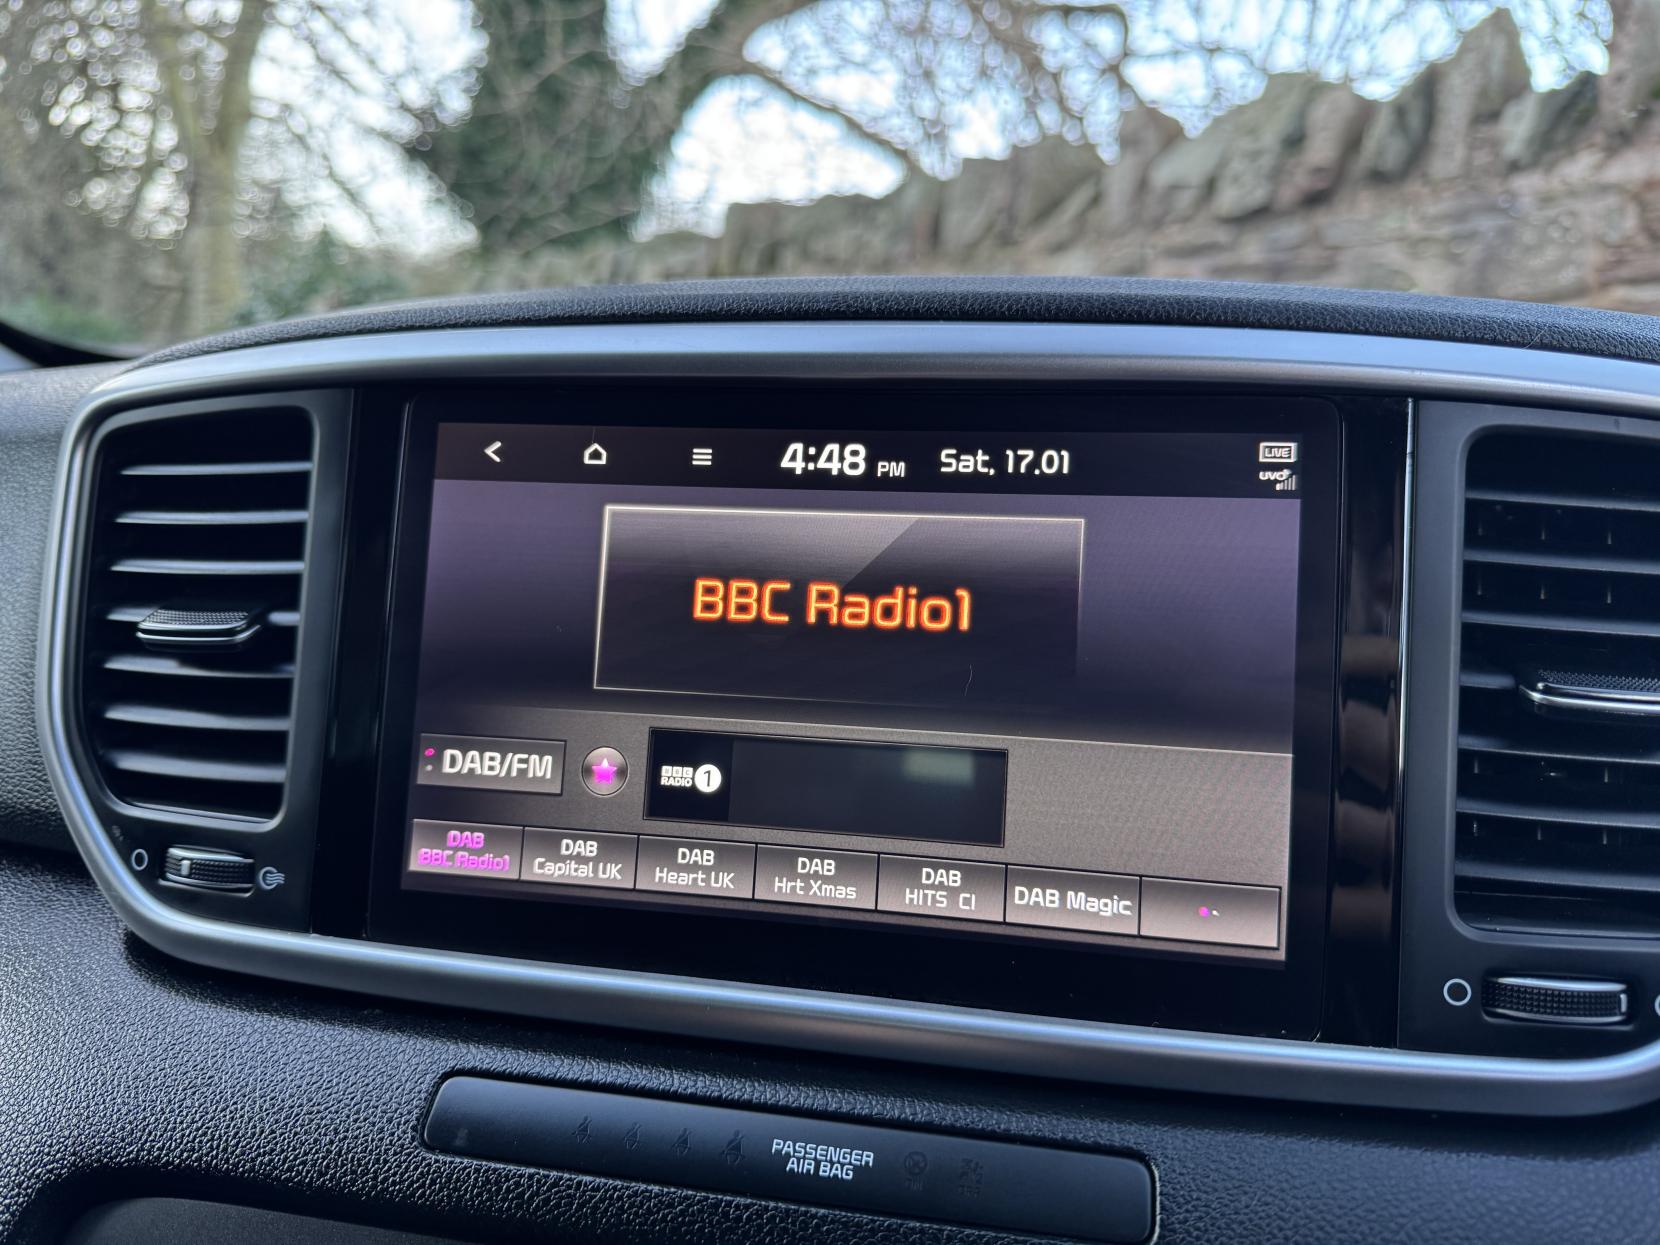 4:48 PM Sat, 17.01
LIVE
UVO
BBC Radio1
DAB/FM
BBC
RADIO 1
DAB
BBC Radio1
DAB
Capital UK
DAB
Heart UK
DAB
Hrt Xmas
DAB
HITS CI
DAB Magic
PASSENGER
AIR BAG